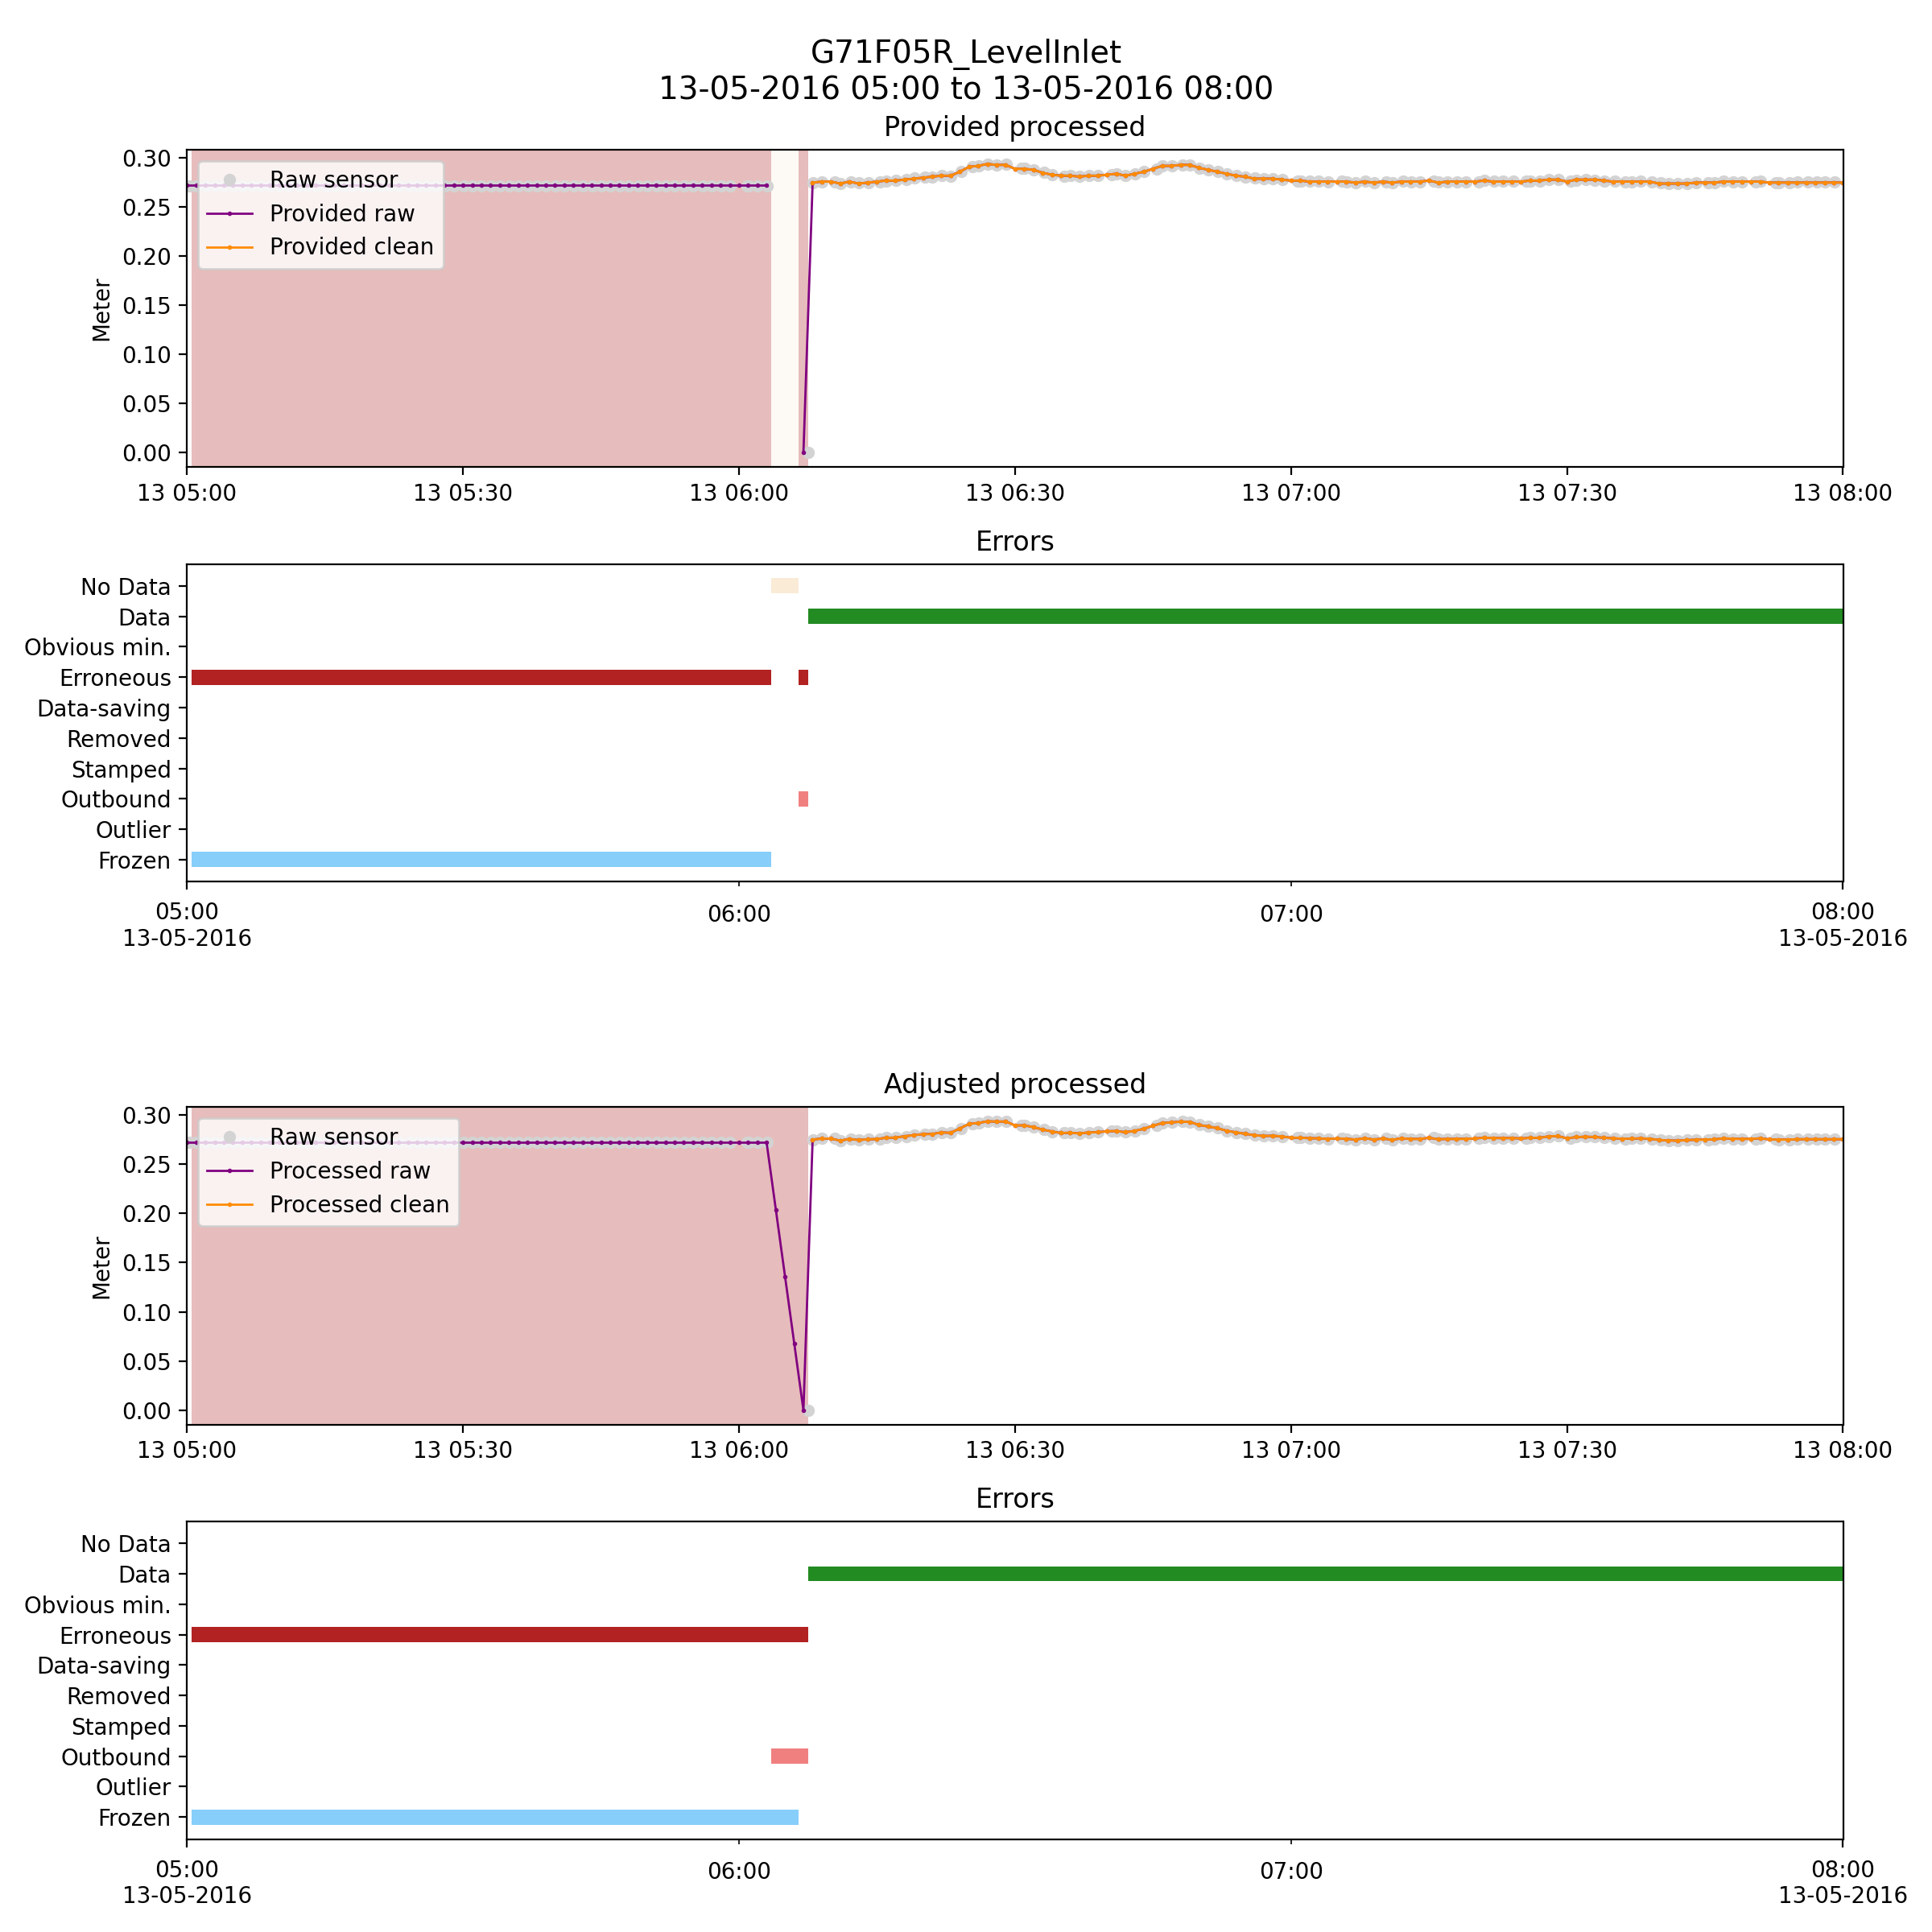 G71F05R_LevelInlet
13-05-2016 05:00 to 13-05-2016 08:00
Provided processed
Meter
0.30
0.25
0.20
0.15
0.10
0.05
0.00
Raw sensor
Provided raw
Provided clean
13 05:00 13 05:30 13 06:00 13 06:30 13 07:00 13 07:30 13 08:00
Errors
No Data
Data
Obvious min.
Erroneous
Data-saving
Removed
Stamped
Outbound
Outlier
Frozen
05:00 06:00 07:00 08:00
13-05-2016 13-05-2016
Adjusted processed
Meter
0.30
0.25
0.20
0.15
0.10
0.05
0.00
Raw sensor
Processed raw
Processed clean
13 05:00 13 05:30 13 06:00 13 06:30 13 07:00 13 07:30 13 08:00
Errors
No Data
Data
Obvious min.
Erroneous
Data-saving
Removed
Stamped
Outbound
Outlier
Frozen
05:00 06:00 07:00 08:00
13-05-2016 13-05-2016